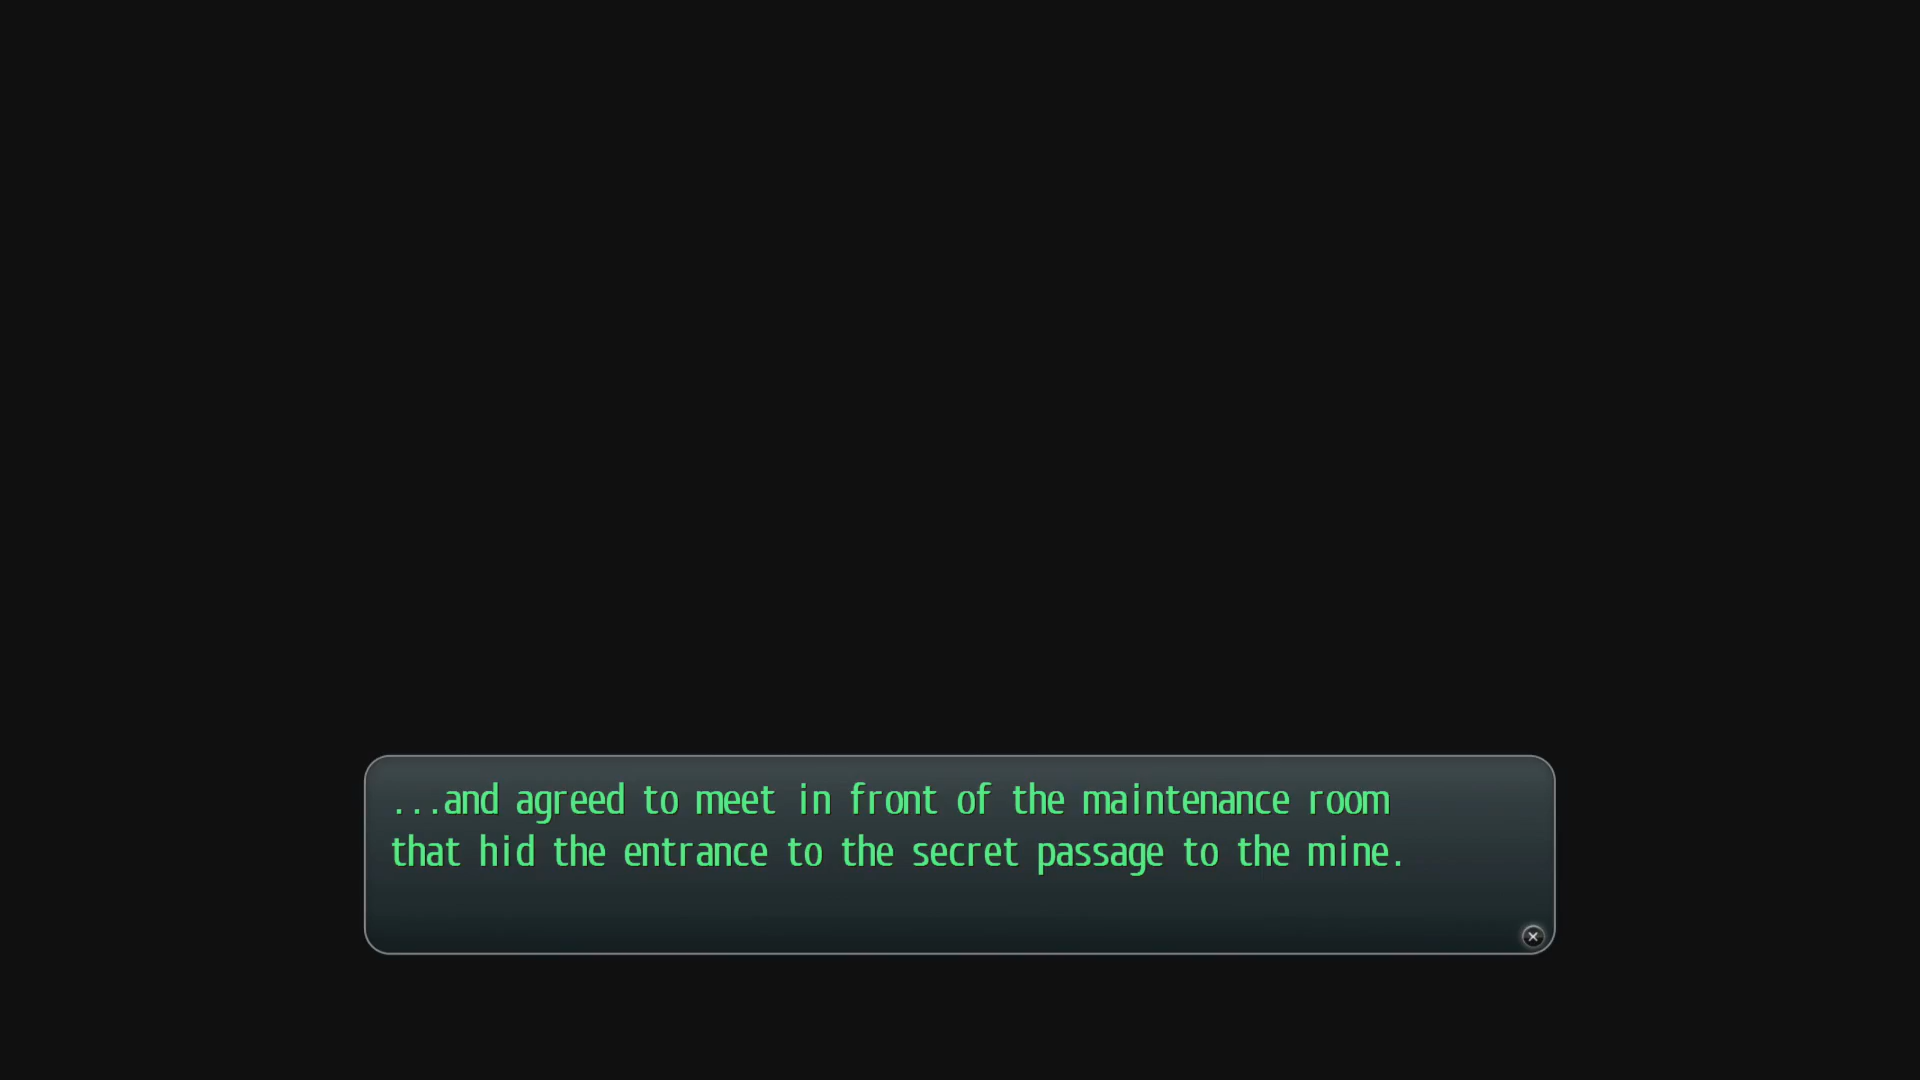 ...and agreed to meet in front of the maintenance room
that hid the entrance to the secret passage to the mine.